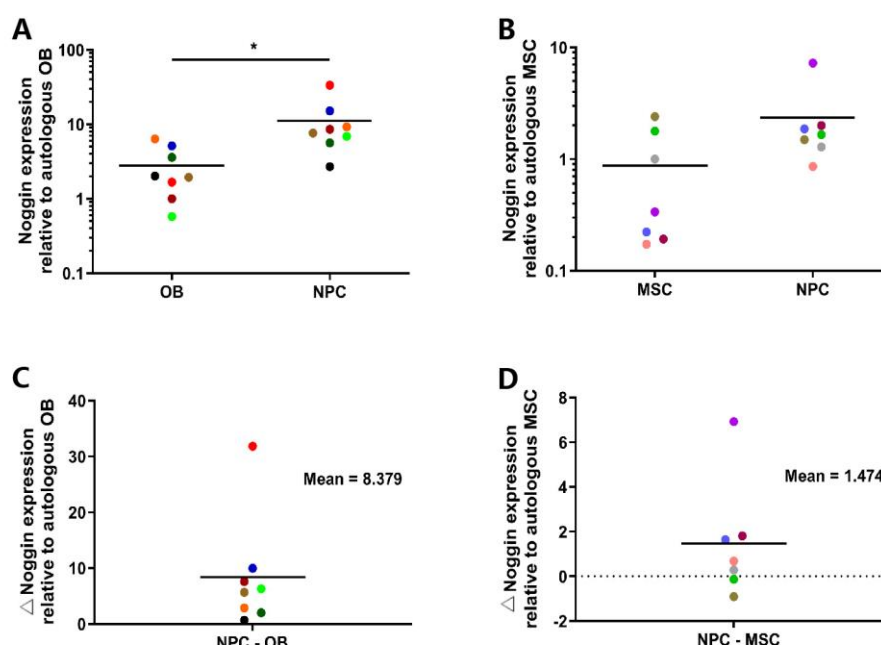 A
Noggin expression
relative to autologous OB
100
10
1
0.1
*
OB
NPC
B
Noggin expression
relative to autologous MSC
10
1
0.1
MSC
NPC
C
△ Noggin expression
relative to autologous OB
40
30
20
10
0
Mean = 8.379
NPC - OB
D
△ Noggin expression
relative to autologous MSC
8
6
4
2
0
-2
Mean = 1.474
NPC - MSC